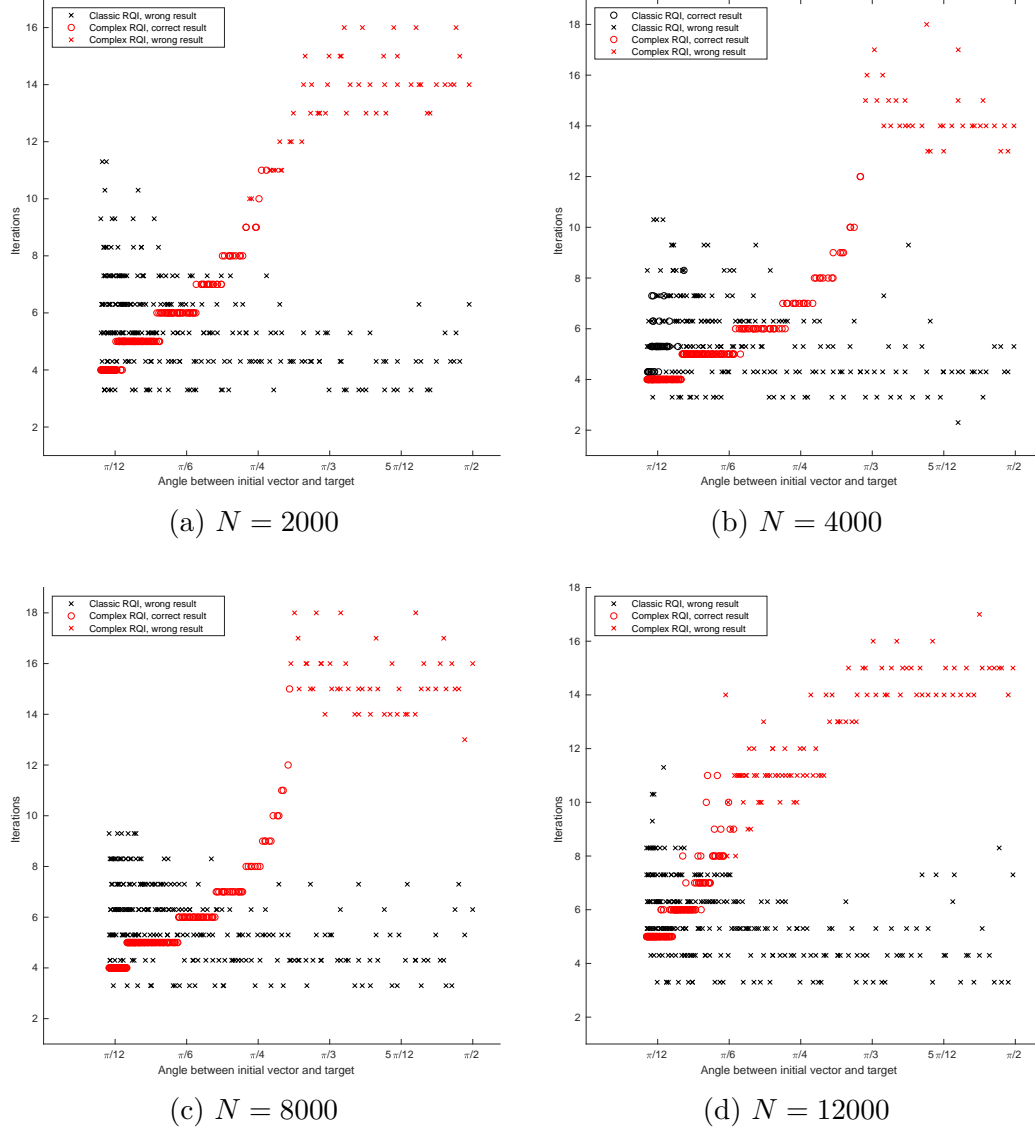 Classic RQI, wrong result
Complex RQI, correct result
Complex RQI, wrong result
16
14
12
10
8
6
4
2
Iterations
π/12
π/6
π/4
π/3
5π/12
π/2
Angle between initial vector and target
(a) N = 2000
Classic RQI, correct result
Classic RQI, wrong result
Complex RQI, correct result
Complex RQI, wrong result
18
16
14
12
10
8
6
4
2
Iterations
π/12
π/6
π/4
π/3
5π/12
π/2
Angle between initial vector and target
(b) N = 4000
Classic RQI, wrong result
Complex RQI, correct result
Complex RQI, wrong result
18
16
14
12
10
8
6
4
2
Iterations
π/12
π/6
π/4
π/3
5π/12
π/2
Angle between initial vector and target
(c) N = 8000
Classic RQI, wrong result
Complex RQI, correct result
Complex RQI, wrong result
18
16
14
12
10
8
6
4
2
Iterations
π/12
π/6
π/4
π/3
5π/12
π/2
Angle between initial vector and target
(d) N = 12000